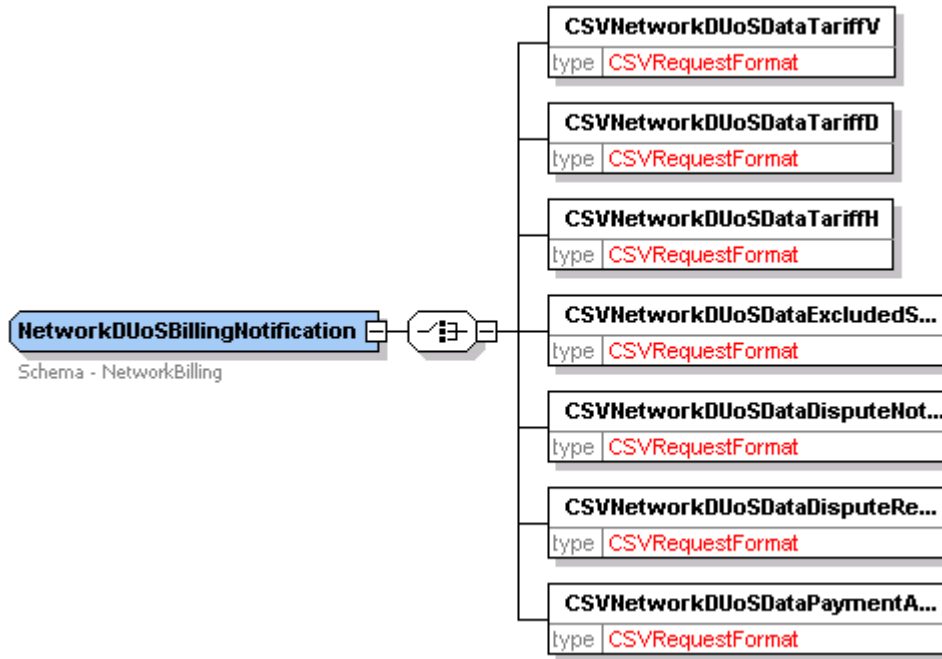 CSVNetworkDUoSDataTariffV
type CSVRequestFormat
CSVNetworkDUoSDataTariffD
type CSVRequestFormat
CSVNetworkDUoSDataTariffH
type CSVRequestFormat
NetworkDUoSBillingNotification
Schema - NetworkBilling
CSVNetworkDUoSDataExcludedS...
type CSVRequestFormat
CSVNetworkDUoSDataDisputeNot...
type CSVRequestFormat
CSVNetworkDUoSDataDisputeRe...
type CSVRequestFormat
CSVNetworkDUoSDataPaymentA...
type CSVRequestFormat